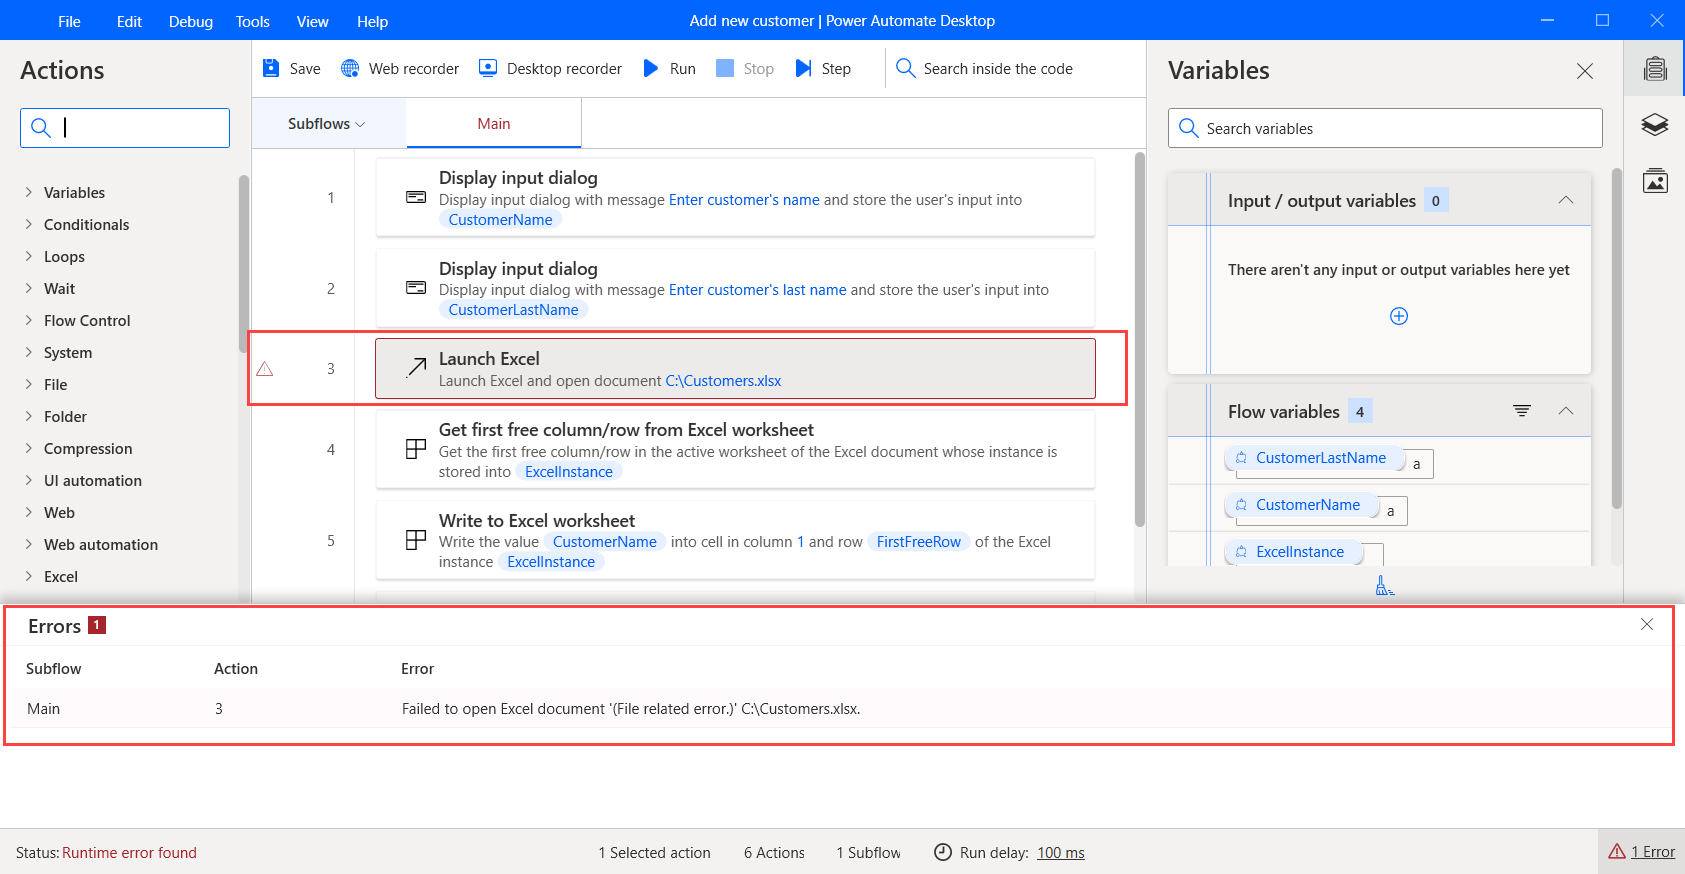 File Edit Debug Tools View Help
Add new customer | Power Automate Desktop
Actions
Variables
Conditionals
Loops
Wait
Flow Control
System
File
Folder
Compression
UI automation
Web
Web automation
Excel
Save Web recorder Desktop recorder Run Stop Step Search inside the code
Subflows Main
1
Display input dialog
Display input dialog with message Enter customer's name and store the user's input into
CustomerName
2
Display input dialog
Display input dialog with message Enter customer's last name and store the user's input into
CustomerLastName
3
Launch Excel
Launch Excel and open document C:\Customers.xlsx
4
Get first free column/row from Excel worksheet
Get the first free column/row in the active worksheet of the Excel document whose instance is
stored into ExcelInstance
5
Write to Excel worksheet
Write the value CustomerName into cell in column 1 and row FirstFreeRow of the Excel
instance ExcelInstance
Variables
Search variables
Input / output variables 0
There aren't any input or output variables here yet
Flow variables 4
CustomerLastName a
CustomerName a
ExcelInstance
Errors 1
Subflow Action Error
Main 3 Failed to open Excel document '(File related error.)' C:\Customers.xlsx.
Status: Runtime error found 1 Selected action 6 Actions 1 Subflow Run delay: 100 ms 1 Error